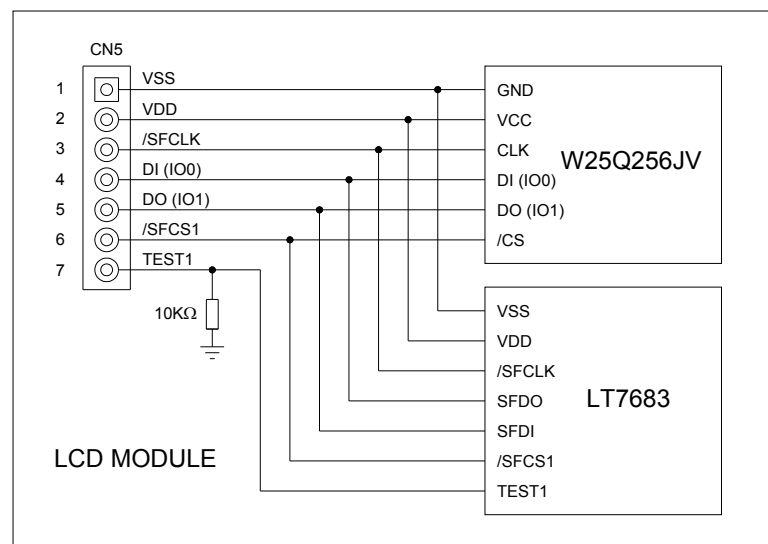 CN5
1 VSS
2 VDD
3 /SFCLK
4 DI (IO0)
5 DO (IO1)
6 /SFCS1
7 TEST1
10KΩ
GND
VCC
CLK
DI (IO0)
DO (IO1)
/CS
W25Q256JV
VSS
VDD
/SFCLK
SFDO
SFDI
/SFCS1
TEST1
LT7683
LCD MODULE